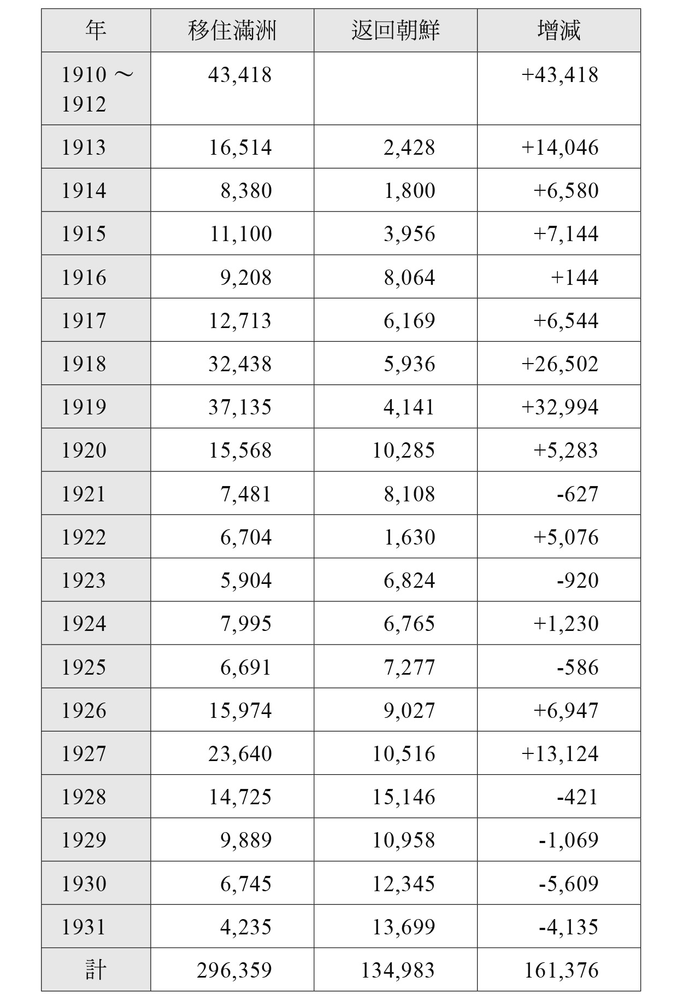 年 移住滿洲 返回朝鮮 增減
1910～ 43,418 +43,418
1912
1913 16,514 2,428 +14,046
1914 8,380 1,800 +6,580
1915 11,100 3,956 +7,144
1916 9,208 8,064 +144
1917 12,713 6,169 +6,544
1918 32,438 5,936 +26,502
1919 37,135 4,141 +32,994
1920 15,568 10,285 +5,283
1921 7,481 8,108 -627
1922 6,704 1,630 +5,076
1923 5,904 6,824 -920
1924 7,995 6,765 +1,230
1925 6,691 7,277 -586
1926 15,974 9,027 +6,947
1927 23,640 10,516 +13,124
1928 14,725 15,146 -421
1929 9,889 10,958 -1,069
1930 6,745 12,345 -5,609
1931 4,235 13,699 -4,135
計 296,359 134,983 161,376